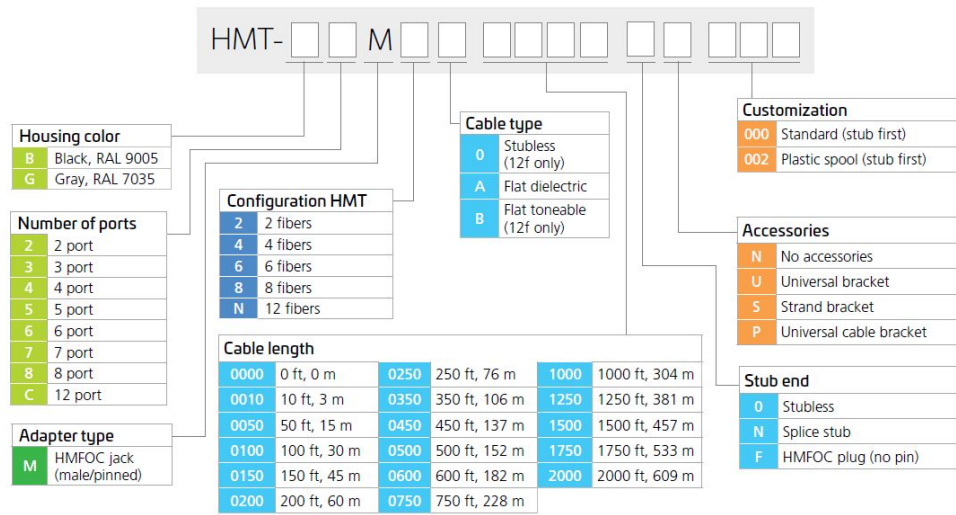 HMT- M
Housing color
B Black, RAL 9005
G Gray, RAL 7035
Number of ports
2 2 port
3 3 port
4 4 port
5 5 port
6 6 port
7 7 port
8 8 port
C 12 port
Adapter type
M HMFOC jack
(male/pinned)
Configuration HMT
2 2 fibers
4 4 fibers
6 6 fibers
8 8 fibers
N 12 fibers
Cable type
0 Stubless
(12f only)
A Flat dielectric
B Flat toneable
(12f only)
Cable length
0000 0 ft, 0 m 0250 250 ft, 76 m 1000 1000 ft, 304 m
0010 10 ft, 3 m 0350 350 ft, 106 m 1250 1250 ft, 381 m
0050 50 ft, 15 m 0450 450 ft, 137 m 1500 1500 ft, 457 m
0100 100 ft, 30 m 0500 500 ft, 152 m 1750 1750 ft, 533 m
0150 150 ft, 45 m 0600 600 ft, 182 m 2000 2000 ft, 609 m
0200 200 ft, 60 m 0750 750 ft, 228 m
Customization
000 Standard (stub first)
002 Plastic spool (stub first)
Accessories
N No accessories
U Universal bracket
S Strand bracket
P Universal cable bracket
Stub end
0 Stubless
N Splice stub
F HMFOC plug (no pin)